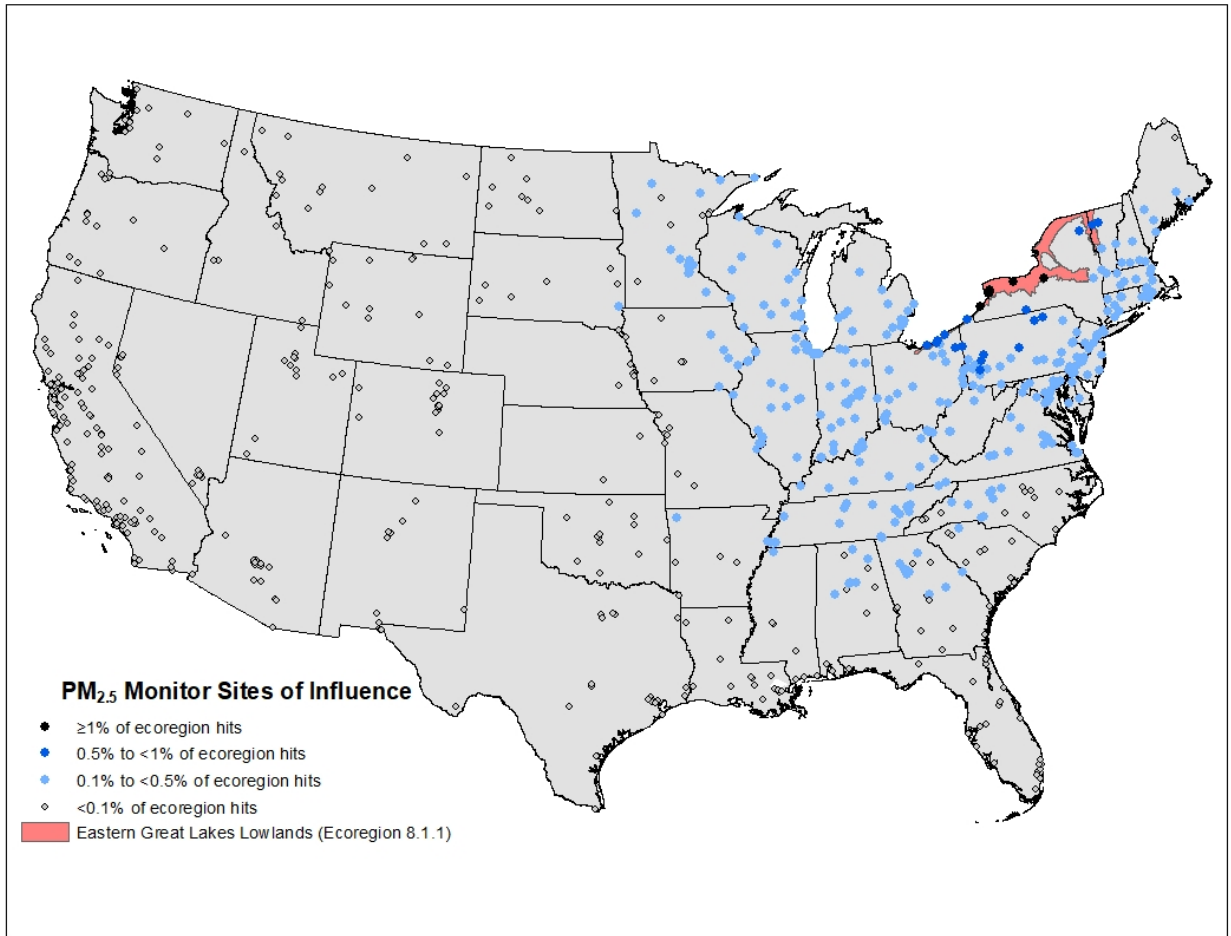 PM2.5 Monitor Sites of Influence
≥1% of ecoregion hits
0.5% to <1% of ecoregion hits
0.1% to <0.5% of ecoregion hits
<0.1% of ecoregion hits
Eastern Great Lakes Lowlands (Ecoregion 8.1.1)